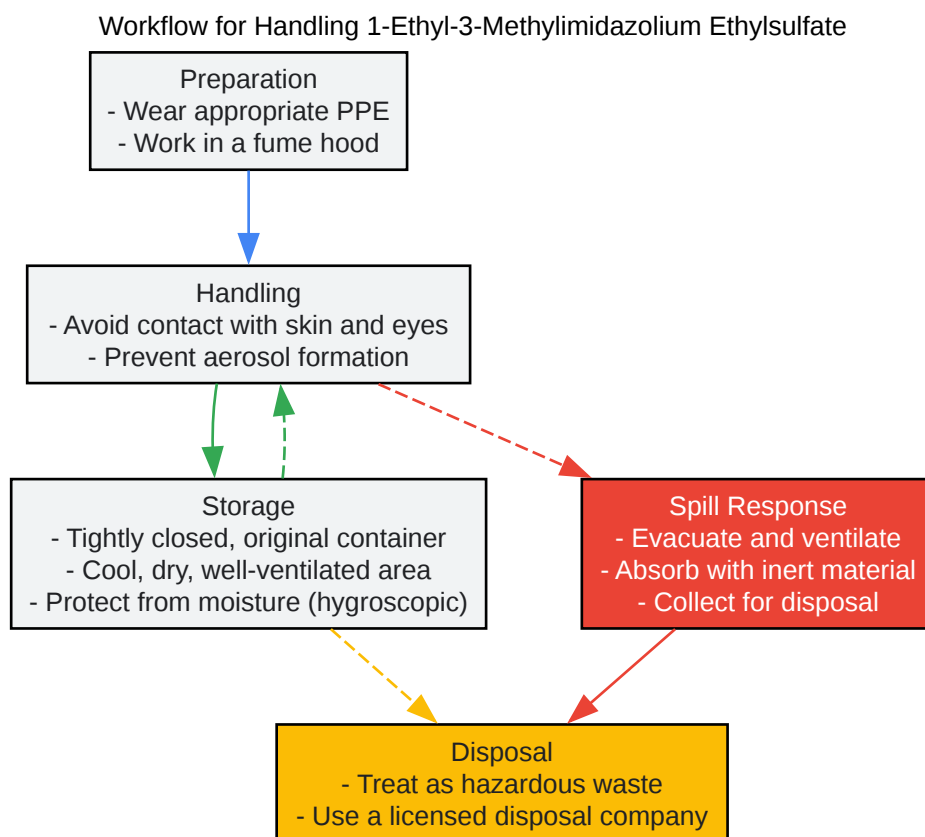 Workflow for Handling 1-Ethyl-3-Methylimidazolium Ethylsulfate
Preparation
- Wear appropriate PPE
- Work in a fume hood
Handling
- Avoid contact with skin and eyes
- Prevent aerosol formation
Storage
- Tightly closed, original container
- Cool, dry, well-ventilated area
- Protect from moisture (hygroscopic)
Spill Response
- Evacuate and ventilate
- Absorb with inert material
- Collect for disposal
Disposal
- Treat as hazardous waste
- Use a licensed disposal company